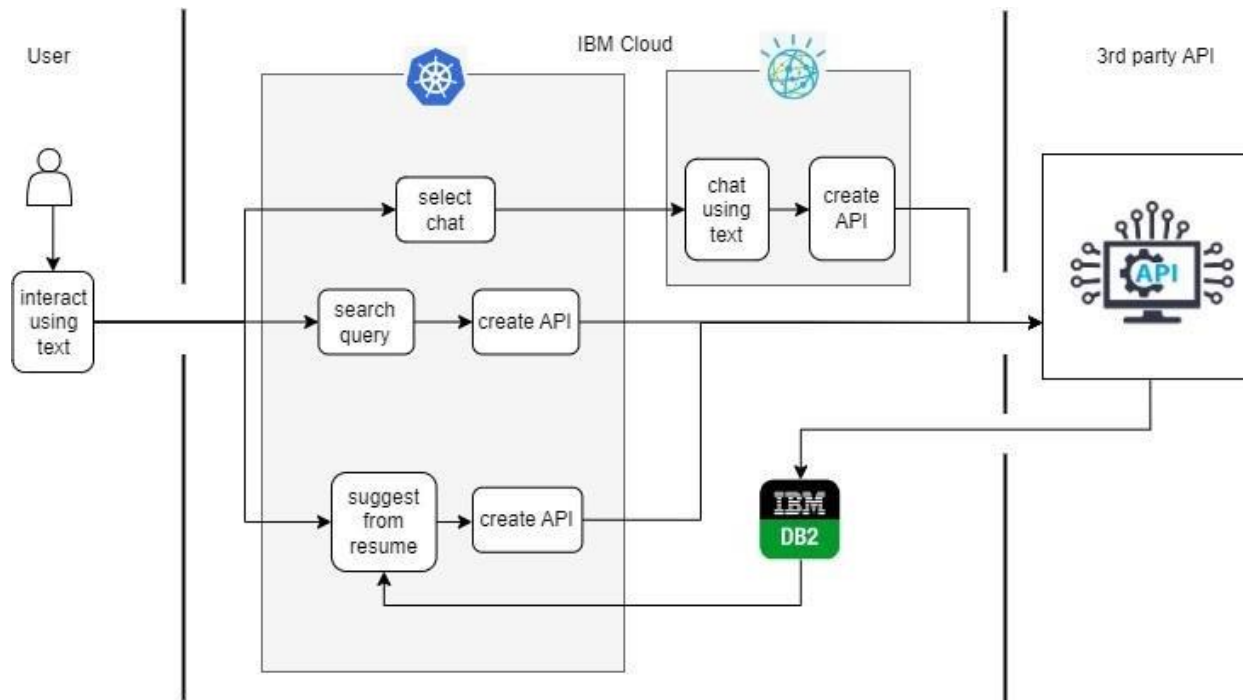 User
IBM Cloud
3rd party API
select
chat
chat
using
text
create
API
API
interact
using
text
search
query
create API
suggest
from
resume
create API
IBM
DB2